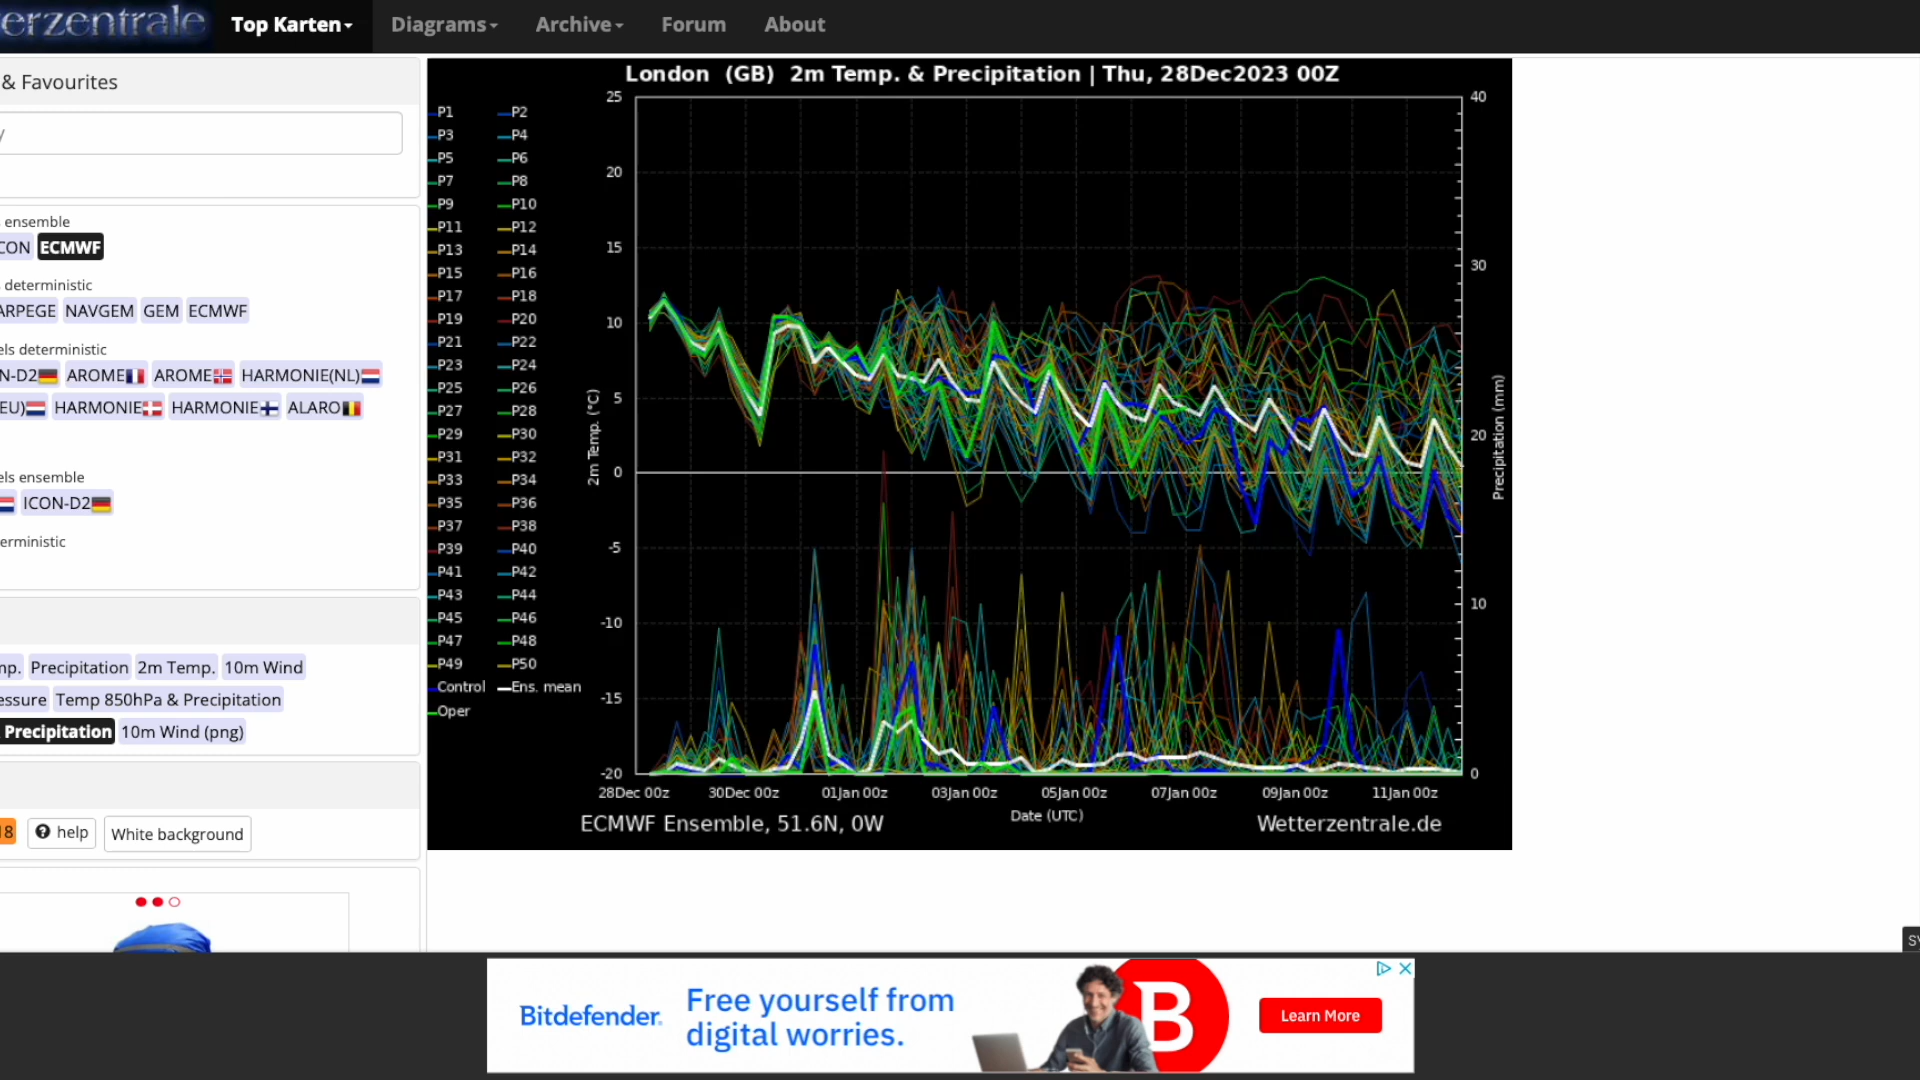 erzentrale
Top Karten
Diagrams
Archive
Forum
About
& Favourites
y
ensemble
CON
ECMWF
deterministic
ARPEGE
NAVGEM
GEM
ECMWF
els deterministic
N-D2
AROME
AROME
HARMONIE(NL)
EU)
HARMONIE
HARMONIE
ALARO
els ensemble
ICON-D2
erministic
mp.
Precipitation
2m Temp.
10m Wind
essure
Temp 850hPa & Precipitation
Precipitation
10m Wind (png)
18
help
White background
London (GB) 2m Temp. & Precipitation | Thu, 28Dec2023 00Z
P1 P2
P3 P4
P5 P6
P7 P8
P9 P10
P11 P12
P13 P14
P15 P16
P17 P18
P19 P20
P21 P22
P23 P24
P25 P26
P27 P28
P29 P30
P31 P32
P33 P34
P35 P36
P37 P38
P39 P40
P41 P42
P43 P44
P45 P46
P47 P48
P49 P50
Control Ens. mean
Oper
2m Temp. (°C)
25
20
15
10
5
0
-5
-10
-15
-20
40
30
20
10
0
Precipitation (mm)
28Dec 00z 30Dec 00z 01Jan 00z 03Jan 00z 05Jan 00z 07Jan 00z 09Jan 00z 11Jan 00z
Date (UTC)
ECMWF Ensemble, 51.6N, 0W
Wetterzentrale.de
Bitdefender.
Free yourself from
digital worries.
B
Learn More